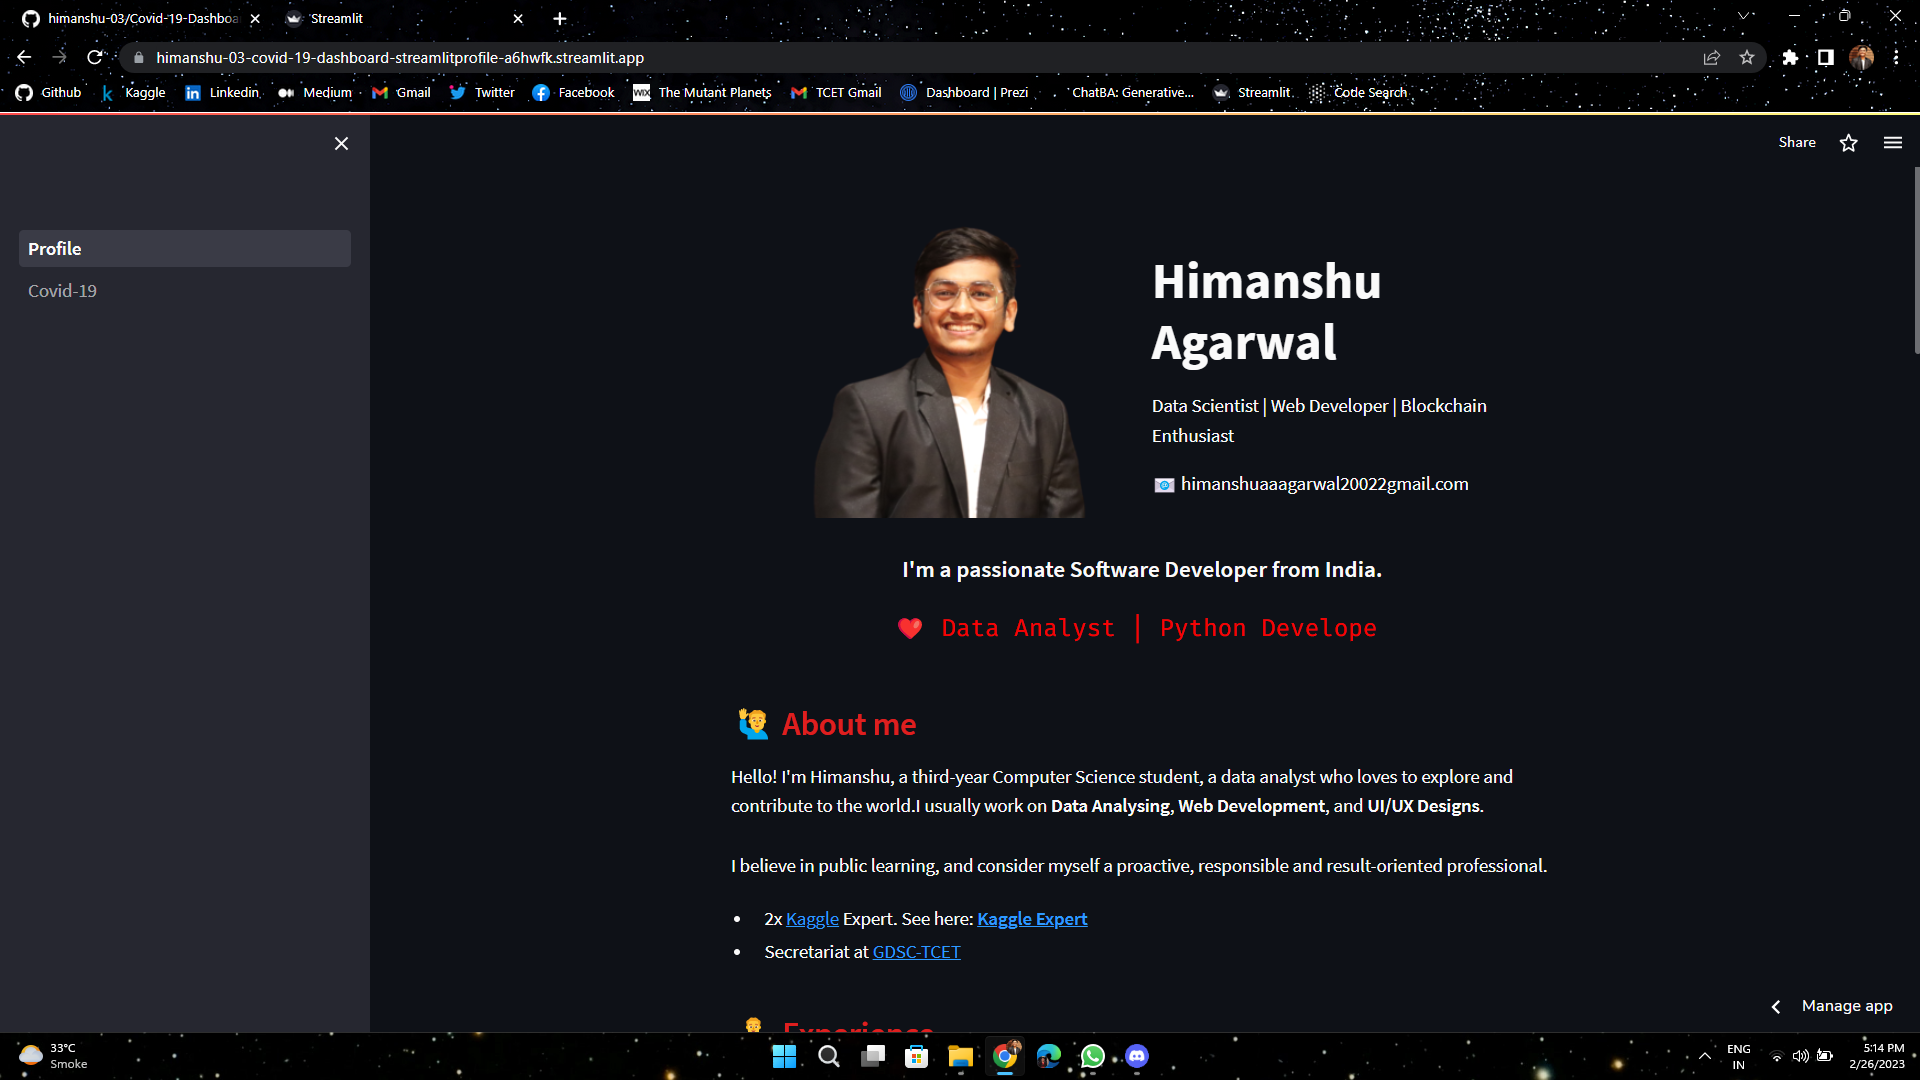 himanshu-03/Covid-19-Dashboa
Streamlit
himanshu-03-covid-19-dashboard-streamlitprofile-a6hwfk.streamlit.app
Github
Kaggle
Linkedin
Medium
Gmail
Twitter
Facebook
WIX
The Mutant Planets
TCET Gmail
Dashboard | Prezi
ChatBA: Generative...
Streamlit
Code Search
Share
Profile
Covid-19
Himanshu
Agarwal
Data Scientist | Web Developer | Blockchain
Enthusiast
himanshuaaagarwal20022gmail.com
I'm a passionate Software Developer from India.
Data Analyst | Python Develope
About me
Hello! I'm Himanshu, a third-year Computer Science student, a data analyst who loves to explore and
contribute to the world.I usually work on Data Analysing, Web Development, and UI/UX Designs.
I believe in public learning, and consider myself a proactive, responsible and result-oriented professional.
• 2x Kaggle Expert. See here: Kaggle Expert
• Secretariat at GDSC-TCET
Experience
Manage app
33°C
Smoke
ENG
IN
5:14 PM
2/26/2023